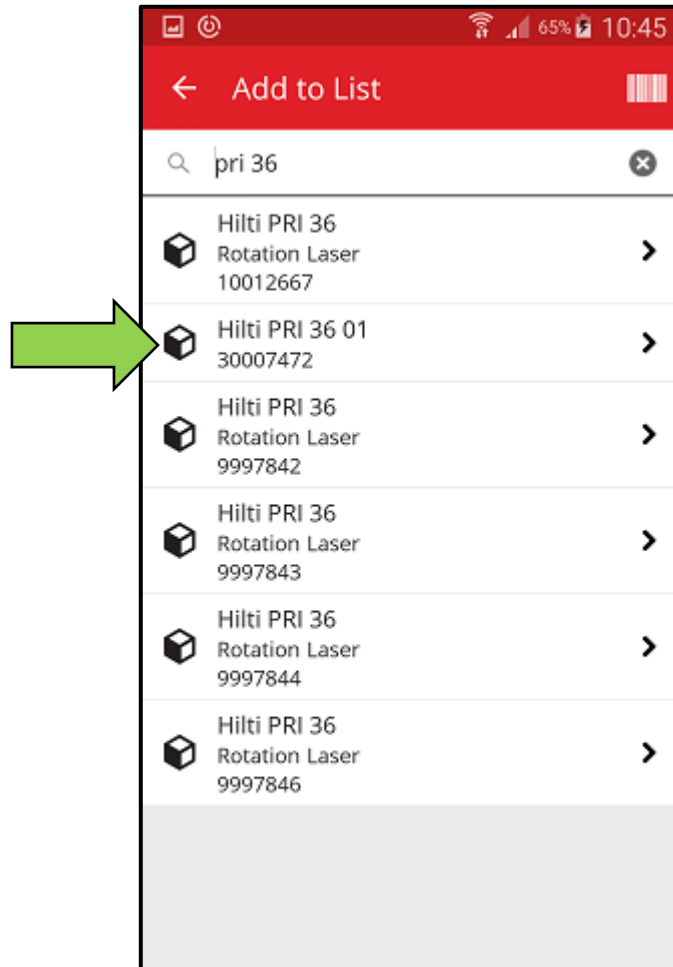 65% 10:45
Add to List
pri 36
Hilti PRI 36
Rotation Laser
10012667
Hilti PRI 36 01
30007472
Hilti PRI 36
Rotation Laser
9997842
Hilti PRI 36
Rotation Laser
9997843
Hilti PRI 36
Rotation Laser
9997844
Hilti PRI 36
Rotation Laser
9997846